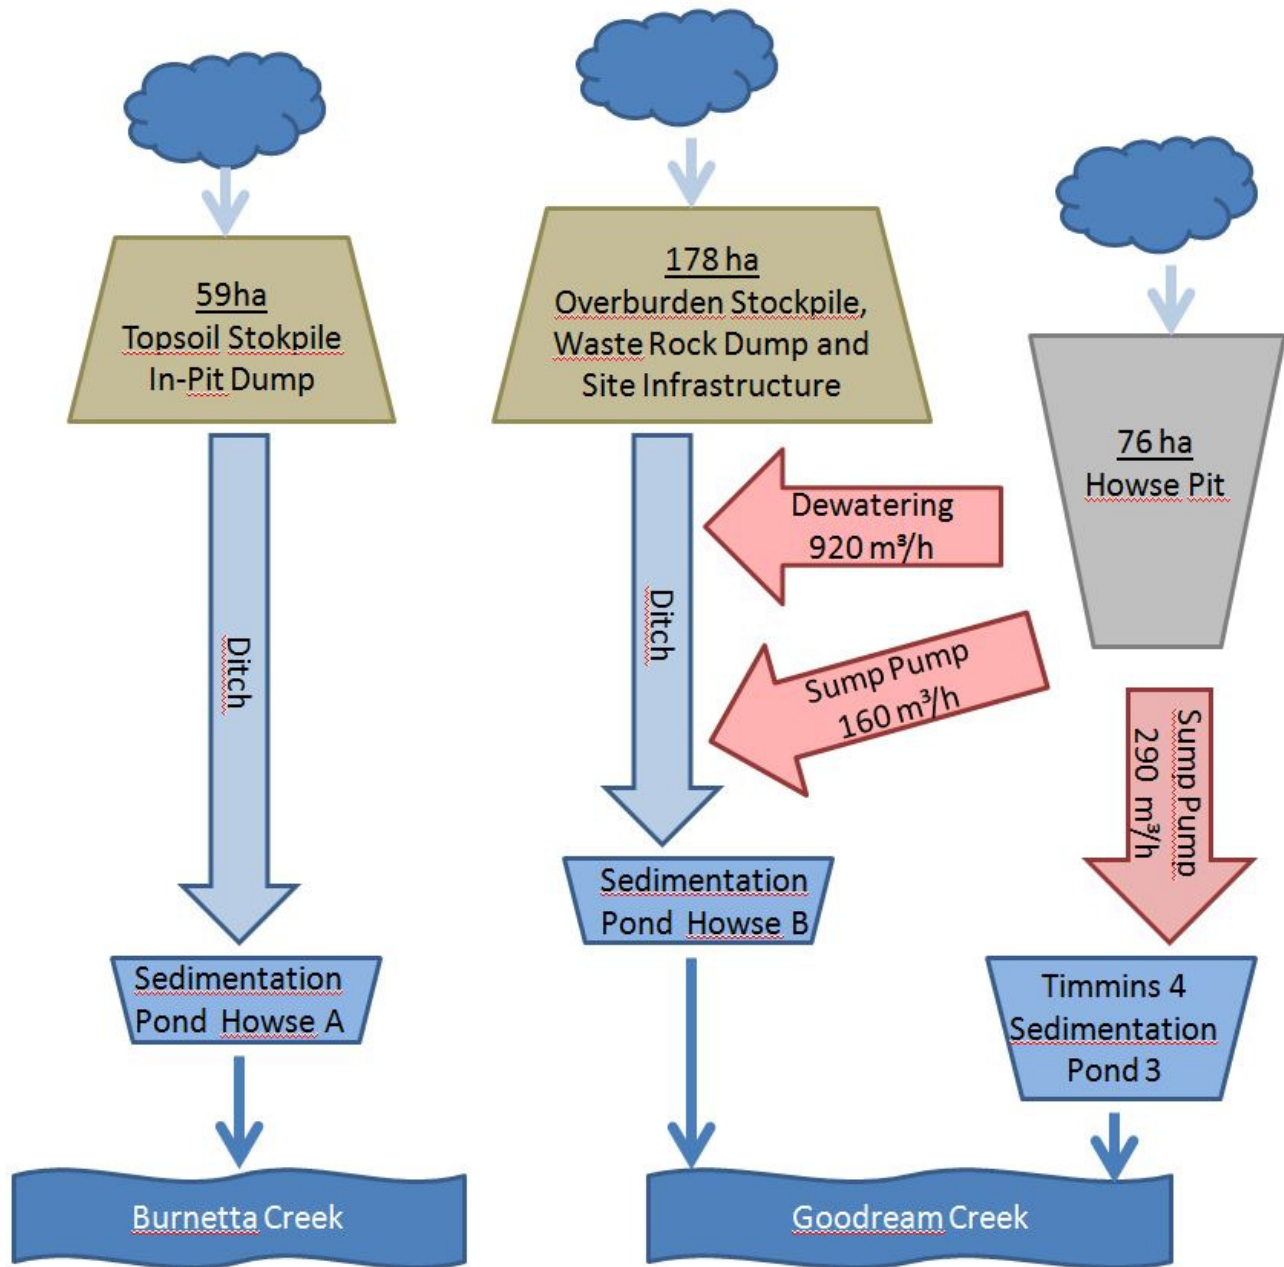 59ha
Topsoil Stokpile
In-Pit Dump
178 ha
Overburden Stockpile,
Waste Rock Dump and
Site Infrastructure
76 ha
Howse Pit
Dewatering
920 m³/h
Ditch
Ditch
Sump Pump
160 m³/h
Sump Pump
290 m³/h
Sedimentation
Pond Howse B
Sedimentation
Pond Howse A
Timmins 4
Sedimentation
Pond 3
Burnetta Creek
Goodream Creek